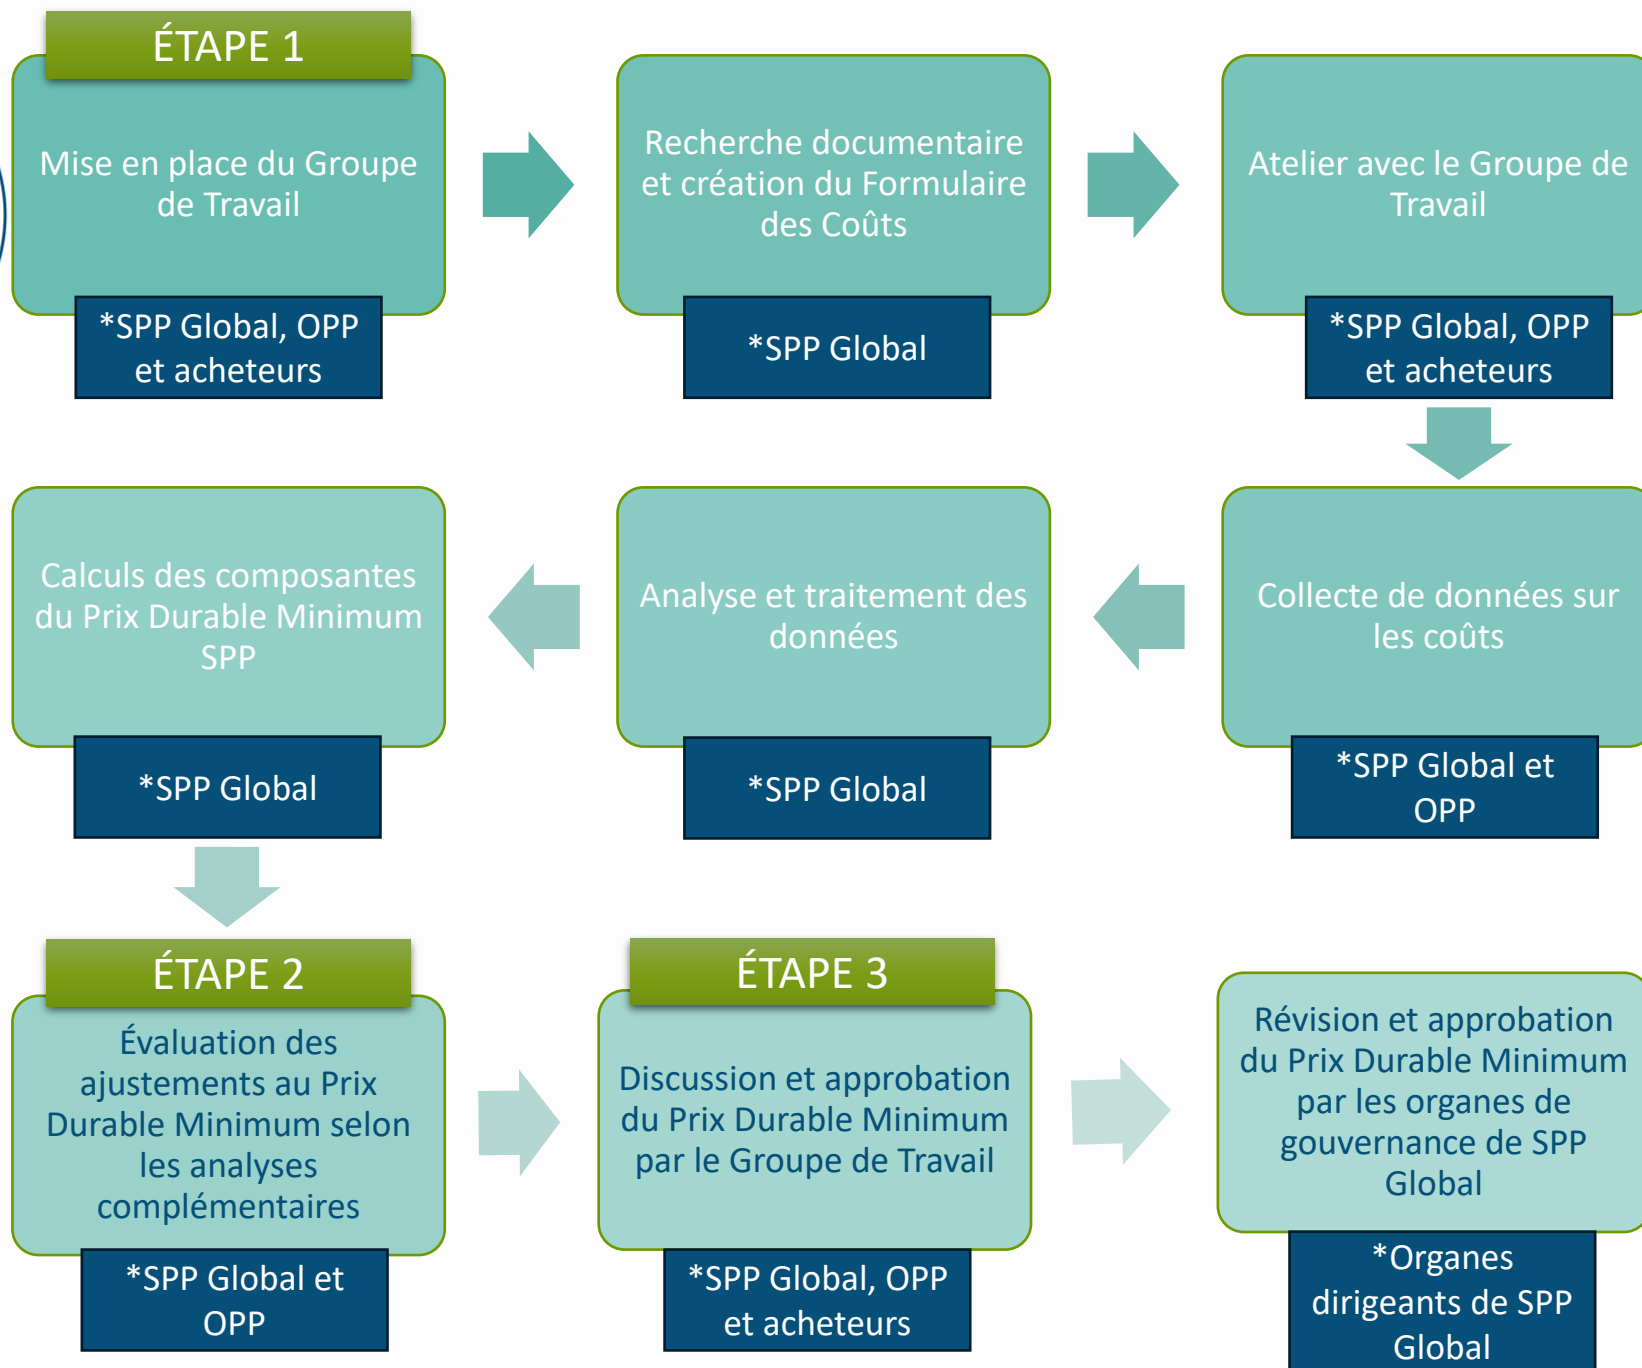 ÉTAPE 1
Mise en place du Groupe
de Travail
*SPP Global, OPP
et acheteurs
Recherche documentaire
et création du Formulaire
des Coûts
*SPP Global
Atelier avec le Groupe de
Travail
*SPP Global, OPP
et acheteurs
Collecte de données sur
les coûts
*SPP Global et
OPP
Analyse et traitement des
données
*SPP Global
Calculs des composantes
du Prix Durable Minimum
SPP
*SPP Global
ÉTAPE 2
Évaluation des
ajustements au Prix
Durable Minimum selon
les analyses
complémentaires
*SPP Global et
OPP
ÉTAPE 3
Discussion et approbation
du Prix Durable Minimum
par le Groupe de Travail
*SPP Global, OPP
et acheteurs
Révision et approbation
du Prix Durable Minimum
par les organes de
gouvernance de SPP
Global
*Organes
dirigeants de SPP
Global